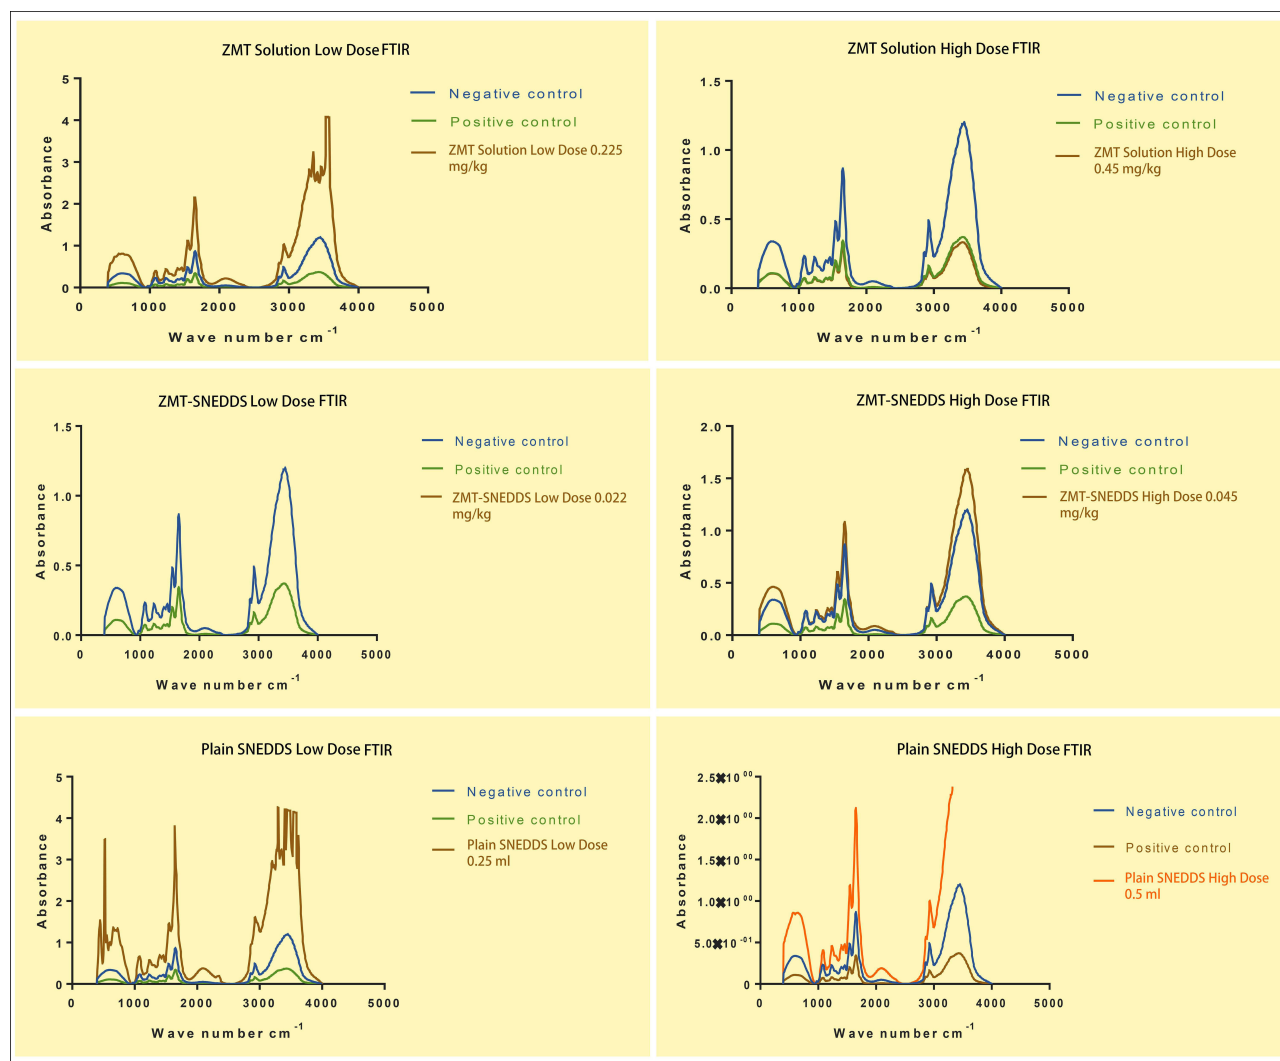 ZMT Solution Low Dose FTIR
5
4
3
2
1
0
Absorbance
Negative control
Positive control
ZMT Solution Low Dose 0.225
mg/kg
0 1000 2000 3000 4000 5000
Wave number cm-1
ZMT Solution High Dose FTIR
1.5
1.0
0.5
0.0
Absorbance
Negative control
Positive control
ZMT Solution High Dose
0.45 mg/kg
0 1000 2000 3000 4000 5000
Wave number cm-1
ZMT-SNEDDS Low Dose FTIR
1.5
1.0
0.5
0.0
Absorbance
Negative control
Positive control
ZMT-SNEDDS Low Dose 0.022
mg/kg
0 1000 2000 3000 4000 5000
Wave number cm-1
ZMT-SNEDDS High Dose FTIR
2.0
1.5
1.0
0.5
0.0
Absorbance
Negative control
Positive control
ZMT-SNEDDS High Dose 0.045
mg/kg
0 1000 2000 3000 4000 5000
Wave number cm-1
Plain SNEDDS Low Dose FTIR
5
4
3
2
1
0
Absorbance
Negative control
Positive control
Plain SNEDDS Low Dose
0.25 ml
0 1000 2000 3000 4000 5000
Wave number cm-1
Plain SNEDDS High Dose FTIR
2.5×10 00
2.0×10 00
1.5×10 00
1.0×10 00
5.0×10 -01
0
Absorbance
Negative control
Positive control
Plain SNEDDS High Dose
0.5 ml
0 1000 2000 3000 4000 5000
Wave number cm-1